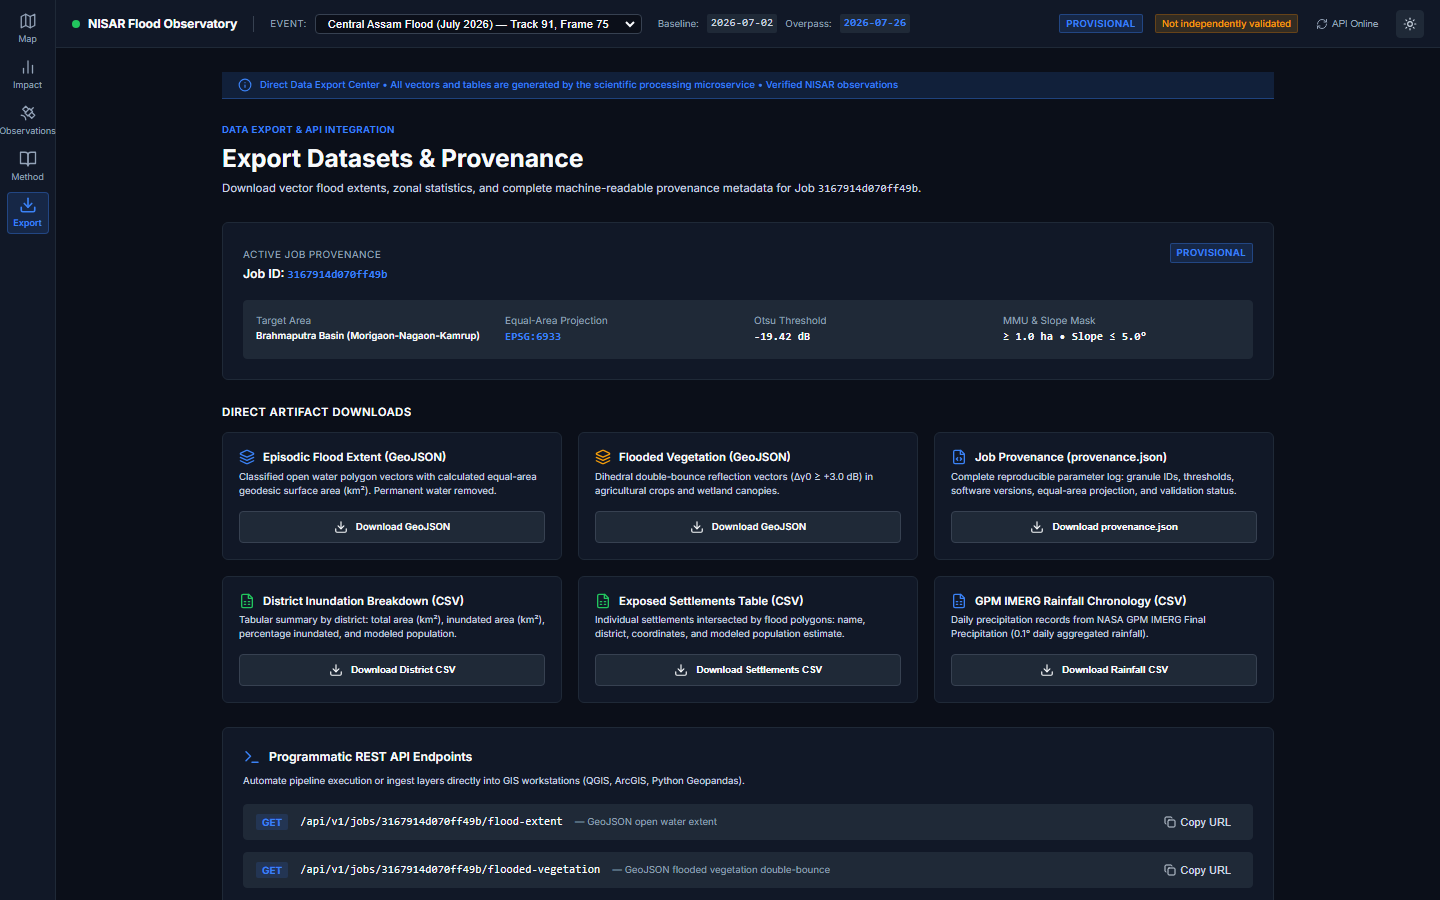 NISAR Flood Observatory
EVENT:
Central Assam Flood (July 2026) — Track 91, Frame 75
Baseline: 2026-07-02
Overpass: 2026-07-26
PROVISIONAL
Not independently validated
API Online
Map
Impact
Observations
Method
Export
Direct Data Export Center • All vectors and tables are generated by the scientific processing microservice • Verified NISAR observations
DATA EXPORT & API INTEGRATION
Export Datasets & Provenance
Download vector flood extents, zonal statistics, and complete machine-readable provenance metadata for Job 3167914d070ff49b.
ACTIVE JOB PROVENANCE
PROVISIONAL
Job ID: 3167914d070ff49b
Target Area
Brahmaputra Basin (Morigaon-Nagaon-Kamrup)
Equal-Area Projection
EPSG:6933
Otsu Threshold
-19.42 dB
MMU & Slope Mask
≥ 1.0 ha • Slope ≤ 5.0°
DIRECT ARTIFACT DOWNLOADS
Episodic Flood Extent (GeoJSON)
Classified open water polygon vectors with calculated equal-area
geodesic surface area (km²). Permanent water removed.
Download GeoJSON
Flooded Vegetation (GeoJSON)
Dihedral double-bounce reflection vectors (Δγ0 ≥ +3.0 dB) in
agricultural crops and wetland canopies.
Download GeoJSON
Job Provenance (provenance.json)
Complete reproducible parameter log: granule IDs, thresholds,
software versions, equal-area projection, and validation status.
Download provenance.json
District Inundation Breakdown (CSV)
Tabular summary by district: total area (km²), inundated area (km²),
percentage inundated, and modeled population.
Download District CSV
Exposed Settlements Table (CSV)
Individual settlements intersected by flood polygons: name,
district, coordinates, and modeled population estimate.
Download Settlements CSV
GPM IMERG Rainfall Chronology (CSV)
Daily precipitation records from NASA GPM IMERG Final
Precipitation (0.1° daily aggregated rainfall).
Download Rainfall CSV
Programmatic REST API Endpoints
Automate pipeline execution or ingest layers directly into GIS workstations (QGIS, ArcGIS, Python Geopandas).
GET /api/v1/jobs/3167914d070ff49b/flood-extent — GeoJSON open water extent
Copy URL
GET /api/v1/jobs/3167914d070ff49b/flooded-vegetation — GeoJSON flooded vegetation double-bounce
Copy URL